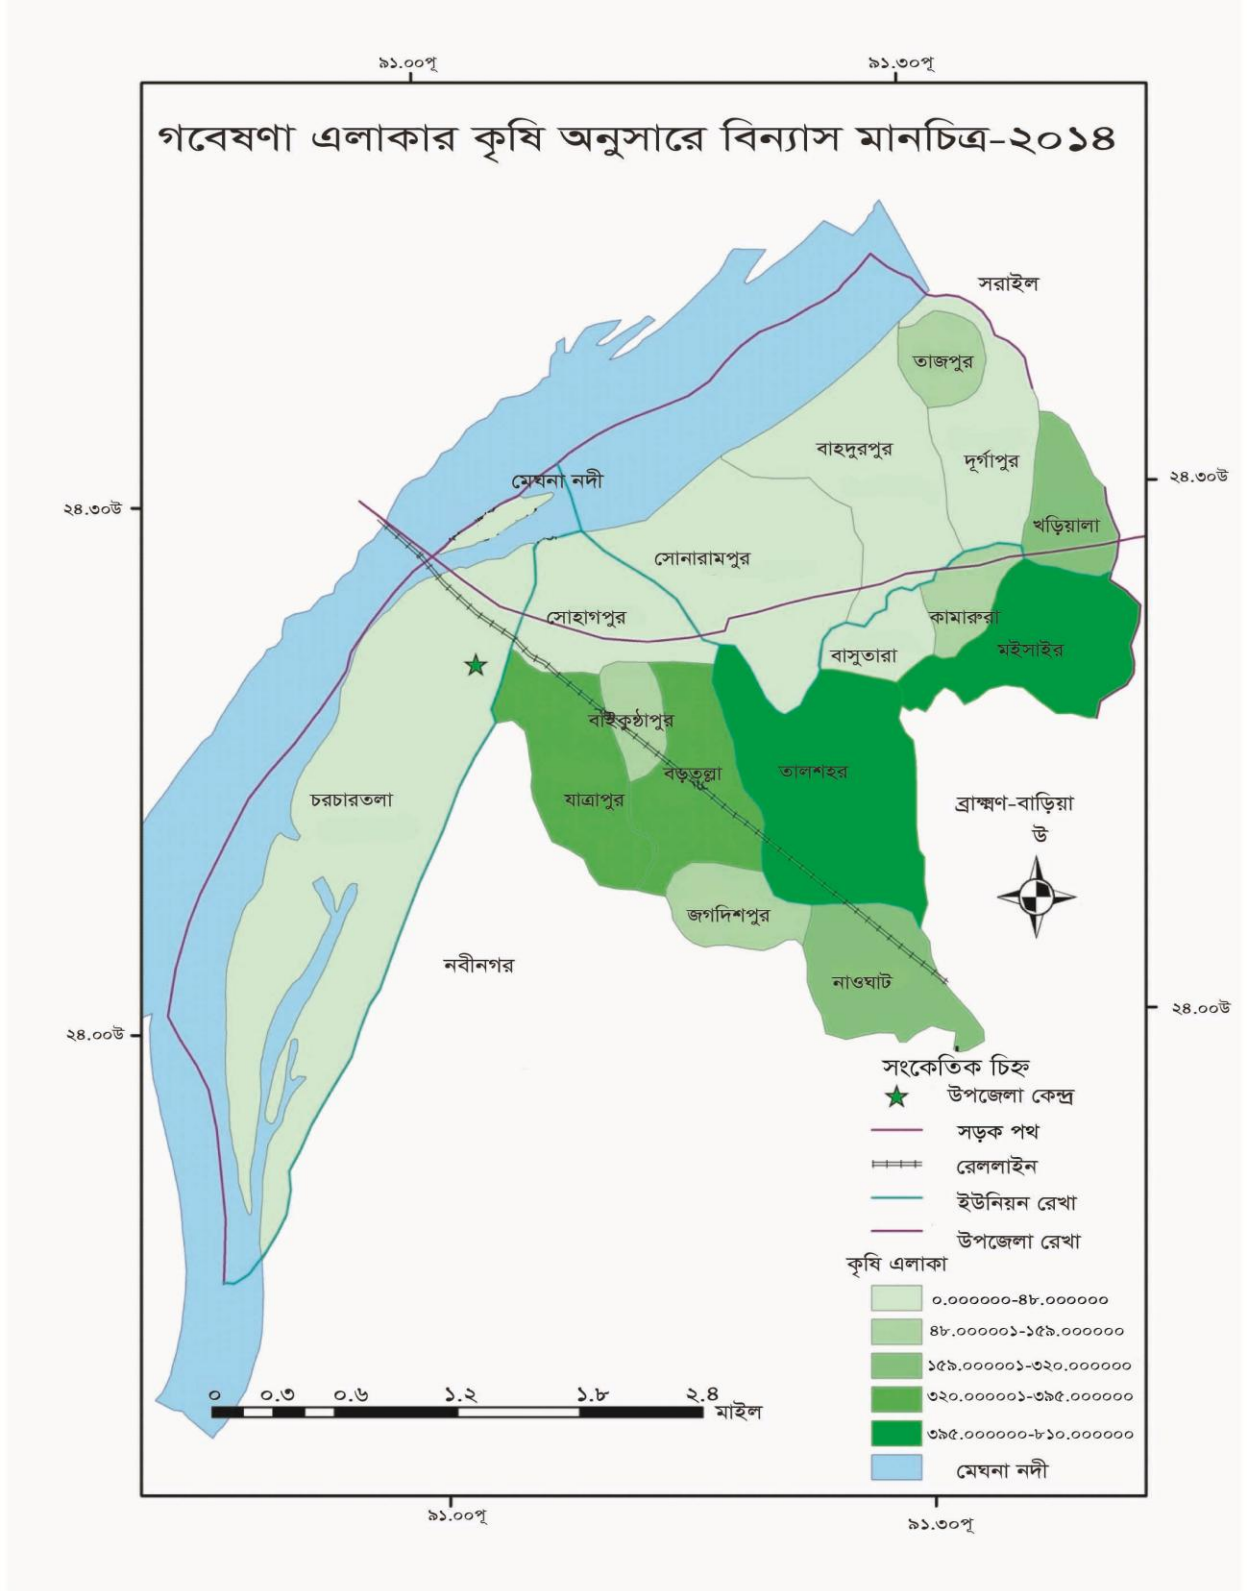 ৯১.০০পূ
৯১.৩০পূ
গবেষণা এলাকার কৃষি অনুসারে বিন্যাস মানচিত্র-২০১৪
সরাইল
তাজপুর
বাহদুরপুর
দূর্গাপুর
মেঘনা নদী
২৪.৩০উ
২৪.৩০উ
খড়িয়ালা
সোনারামপুর
সোহাগপুর
কামারুরা
বাসুতারা
মইসাইর
বাইকুন্ঠাপুর
বড়তল্লা
তালশহর
চরচারতলা
যাত্রাপুর
ব্রাহ্মণ-বাড়িয়া
উ
জগদিশপুর
নবীনগর
নাওঘাট
২৪.০০উ
২৪.০০উ
সংকেতিক চিহ্ন
উপজেলা কেন্দ্র
সড়ক পথ
রেললাইন
ইউনিয়ন রেখা
উপজেলা রেখা
কৃষি এলাকা
০.০০০০০০-৪৮.০০০০০০
৪৮.০০০০০১-১৫৯.০০০০০০
১৫৯.০০০০০১-৩২০.০০০০০০
৩২০.০০০০০১-৩৯৫.০০০০০০
৩৯৫.০০০০০০-৮১০.০০০০০০
মেঘনা নদী
০ ০.৩ ০.৬ ১.২ ১.৮ ২.৪
মাইল
৯১.০০পূ
৯১.৩০পূ